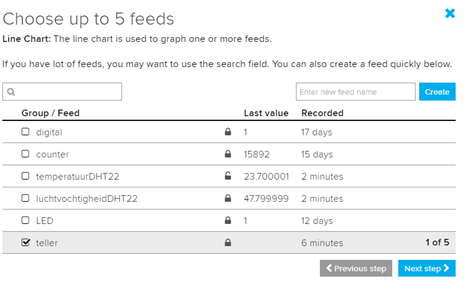 Choose up to 5 feeds
Line Chart: The line chart is used to graph one or more feeds.
If you have lot of feeds, you may want to use the search field. You can also create a feed quickly below.
Enter new feed name Create
Group / Feed Last value Recorded
digital 1 17 days
counter 15892 15 days
temperatuurDHT22 23.700001 2 minutes
luchtvochtigheidDHT22 47.799999 2 minutes
LED 1 12 days
teller 6 minutes 1 of 5
Previous step Next step